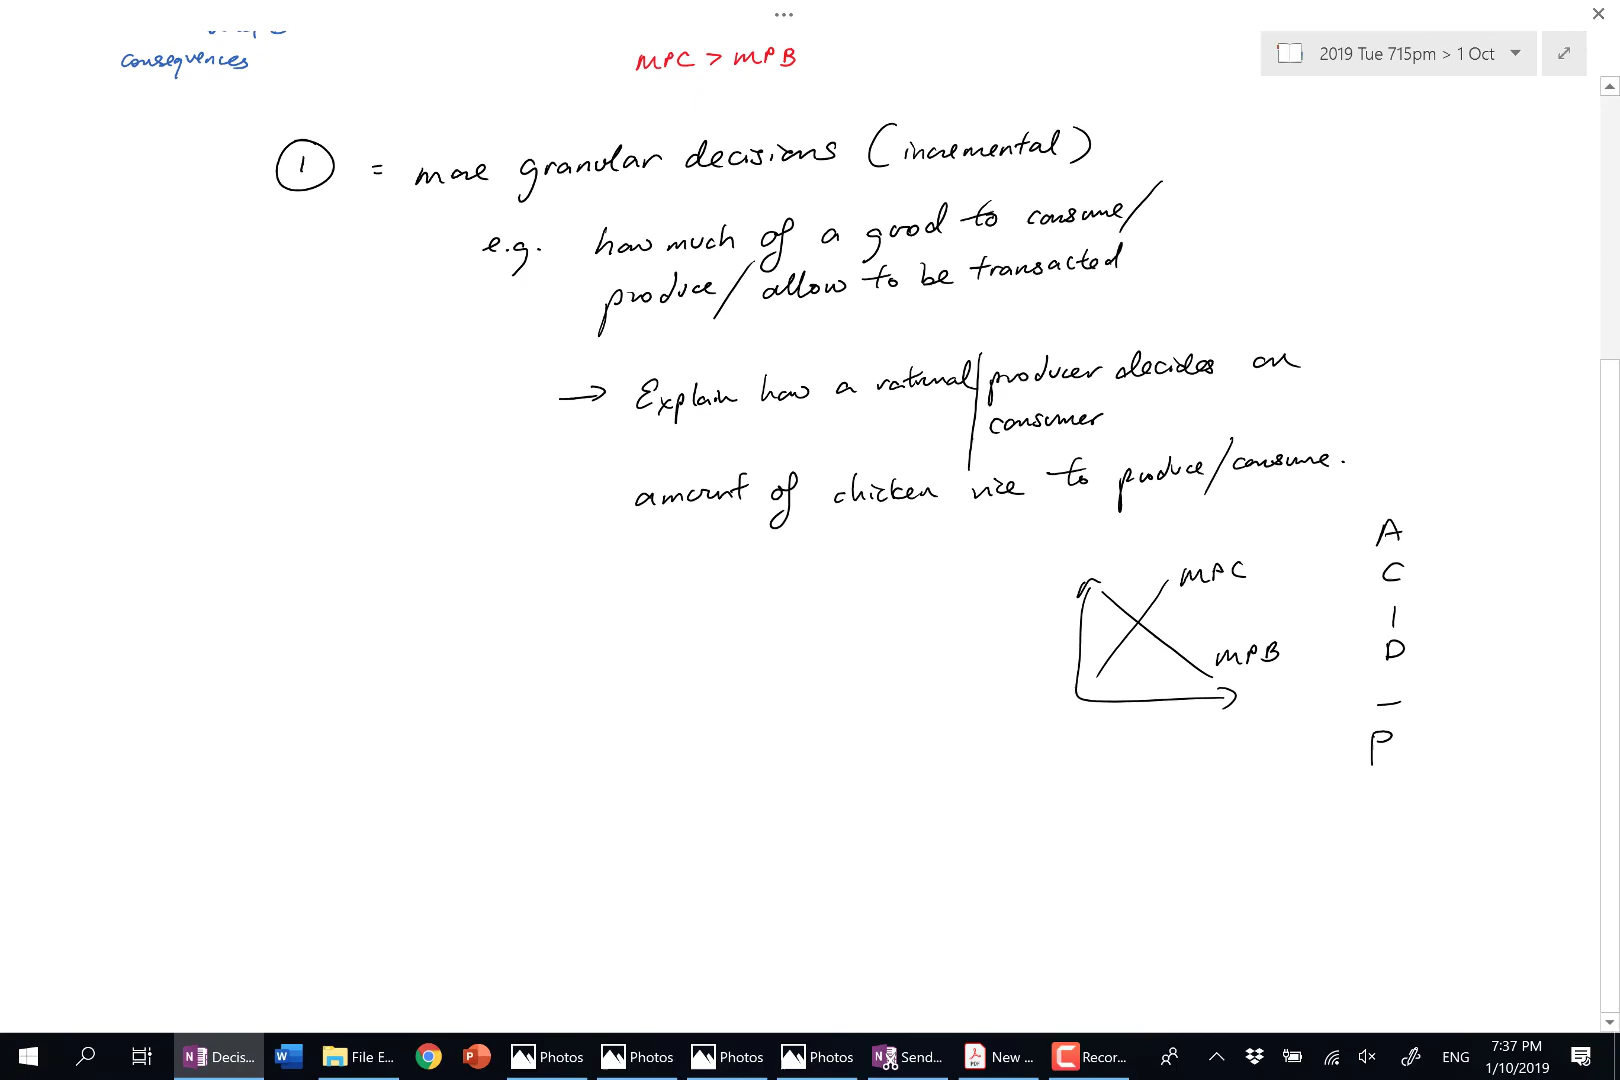 consequences
MPC > MPB
2019 Tue 715pm > 1 Oct
1 = more granular decisions (incremental)
e.g. how much of a good to consume/
produce/allow to be transacted
→ Explain how a rational producer decides on
consumer
amount of chicken rice to produce/consume.
A
C
I
D
–
P
MPC
MPB
Decis...
File E...
Photos
Photos
Photos
Photos
Send...
New ...
Recor...
ENG
7:37 PM
1/10/2019